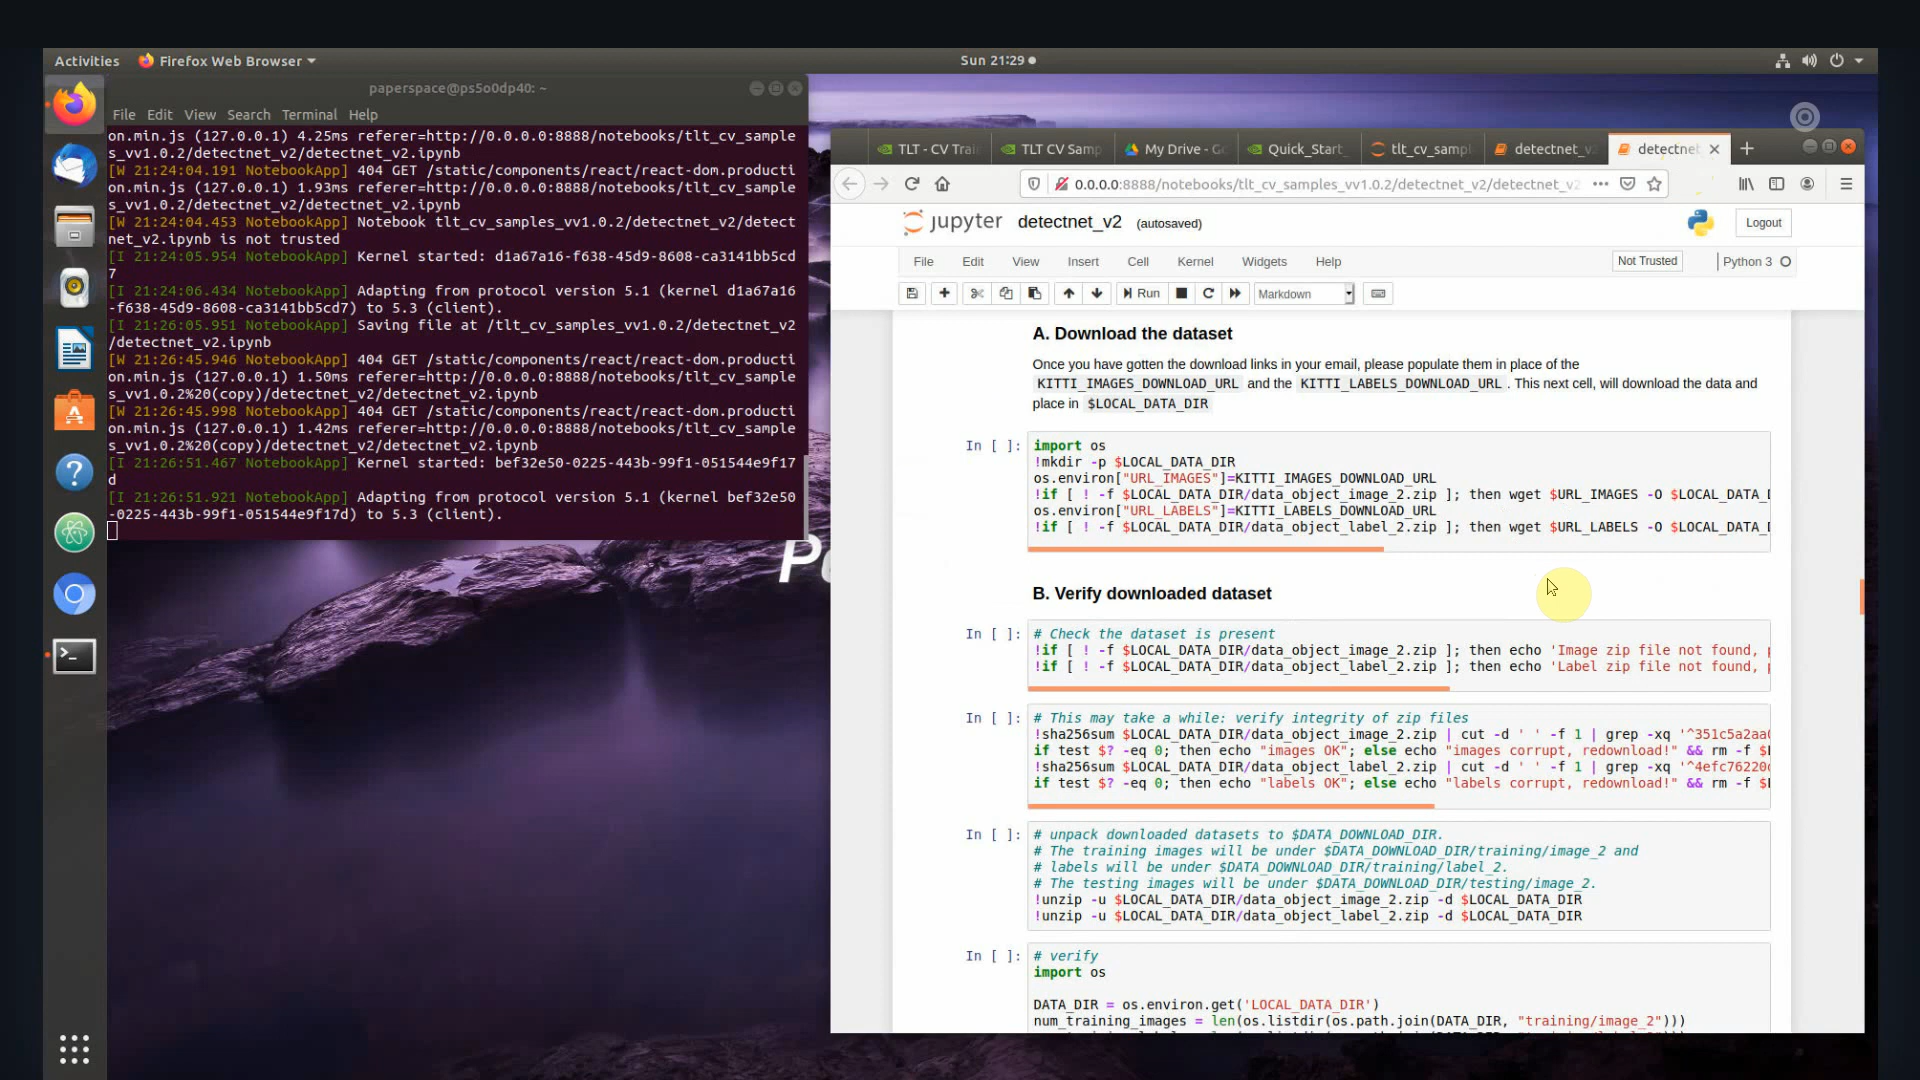 Activities Firefox Web Browser Sun 21:29
paperspace@ps5o0dp40: ~
File Edit View Search Terminal Help
on.min.js (127.0.0.1) 4.25ms referer=http://0.0.0.0:8888/notebooks/tlt_cv_sample
s_vv1.0.2/detectnet_v2/detectnet_v2.ipynb
[W 21:24:04.191 NotebookApp] 404 GET /static/components/react/react-dom.producti
on.min.js (127.0.0.1) 1.93ms referer=http://0.0.0.0:8888/notebooks/tlt_cv_sample
s_vv1.0.2/detectnet_v2/detectnet_v2.ipynb
[W 21:24:04.453 NotebookApp] Notebook tlt_cv_samples_vv1.0.2/detectnet_v2/detect
net_v2.ipynb is not trusted
[I 21:24:05.954 NotebookApp] Kernel started: d1a67a16-f638-45d9-8608-ca3141bb5cd
7
[I 21:24:06.434 NotebookApp] Adapting from protocol version 5.1 (kernel d1a67a16
-f638-45d9-8608-ca3141bb5cd7) to 5.3 (client).
[I 21:26:05.951 NotebookApp] Saving file at /tlt_cv_samples_vv1.0.2/detectnet_v2
/detectnet_v2.ipynb
[W 21:26:45.946 NotebookApp] 404 GET /static/components/react/react-dom.producti
on.min.js (127.0.0.1) 1.50ms referer=http://0.0.0.0:8888/notebooks/tlt_cv_sample
s_vv1.0.2%20(copy)/detectnet_v2/detectnet_v2.ipynb
[W 21:26:45.998 NotebookApp] 404 GET /static/components/react/react-dom.producti
on.min.js (127.0.0.1) 1.42ms referer=http://0.0.0.0:8888/notebooks/tlt_cv_sample
s_vv1.0.2%20(copy)/detectnet_v2/detectnet_v2.ipynb
[I 21:26:51.467 NotebookApp] Kernel started: bef32e50-0225-443b-99f1-051544e9f17
d
[I 21:26:51.921 NotebookApp] Adapting from protocol version 5.1 (kernel bef32e50
-0225-443b-99f1-051544e9f17d) to 5.3 (client).
TLT - CV Trai TLT CV Samp My Drive - Go Quick_Start_ tlt_cv_sampl detectnet_v detectnet
0.0.0.0:8888/notebooks/tlt_cv_samples_vv1.0.2/detectnet_v2/detectnet_v2
jupyter detectnet_v2 (autosaved) Logout
File Edit View Insert Cell Kernel Widgets Help Not Trusted Python 3
Run Markdown
A. Download the dataset
Once you have gotten the download links in your email, please populate them in place of the
KITTI_IMAGES_DOWNLOAD_URL and the KITTI_LABELS_DOWNLOAD_URL . This next cell, will download the data and
place in $LOCAL_DATA_DIR
In [ ]: import os
!mkdir -p $LOCAL_DATA_DIR
os.environ["URL_IMAGES"]=KITTI_IMAGES_DOWNLOAD_URL
!if [ ! -f $LOCAL_DATA_DIR/data_object_image_2.zip ]; then wget $URL_IMAGES -O $LOCAL_DATA_D
os.environ["URL_LABELS"]=KITTI_LABELS_DOWNLOAD_URL
!if [ ! -f $LOCAL_DATA_DIR/data_object_label_2.zip ]; then wget $URL_LABELS -O $LOCAL_DATA_D
B. Verify downloaded dataset
In [ ]: # Check the dataset is present
!if [ ! -f $LOCAL_DATA_DIR/data_object_image_2.zip ]; then echo 'Image zip file not found, p
!if [ ! -f $LOCAL_DATA_DIR/data_object_label_2.zip ]; then echo 'Label zip file not found, p
In [ ]: # This may take a while: verify integrity of zip files
!sha256sum $LOCAL_DATA_DIR/data_object_image_2.zip | cut -d ' ' -f 1 | grep -xq '^351c5a2aa0
if test $? -eq 0; then echo "images OK"; else echo "images corrupt, redownload!" && rm -f $L
!sha256sum $LOCAL_DATA_DIR/data_object_label_2.zip | cut -d ' ' -f 1 | grep -xq '^4efc76220d
if test $? -eq 0; then echo "labels OK"; else echo "labels corrupt, redownload!" && rm -f $L
In [ ]: # unpack downloaded datasets to $DATA_DOWNLOAD_DIR.
# The training images will be under $DATA_DOWNLOAD_DIR/training/image_2 and
# labels will be under $DATA_DOWNLOAD_DIR/training/label_2.
# The testing images will be under $DATA_DOWNLOAD_DIR/testing/image_2.
!unzip -u $LOCAL_DATA_DIR/data_object_image_2.zip -d $LOCAL_DATA_DIR
!unzip -u $LOCAL_DATA_DIR/data_object_label_2.zip -d $LOCAL_DATA_DIR
In [ ]: # verify
import os
DATA_DIR = os.environ.get('LOCAL_DATA_DIR')
num_training_images = len(os.listdir(os.path.join(DATA_DIR, "training/image_2")))